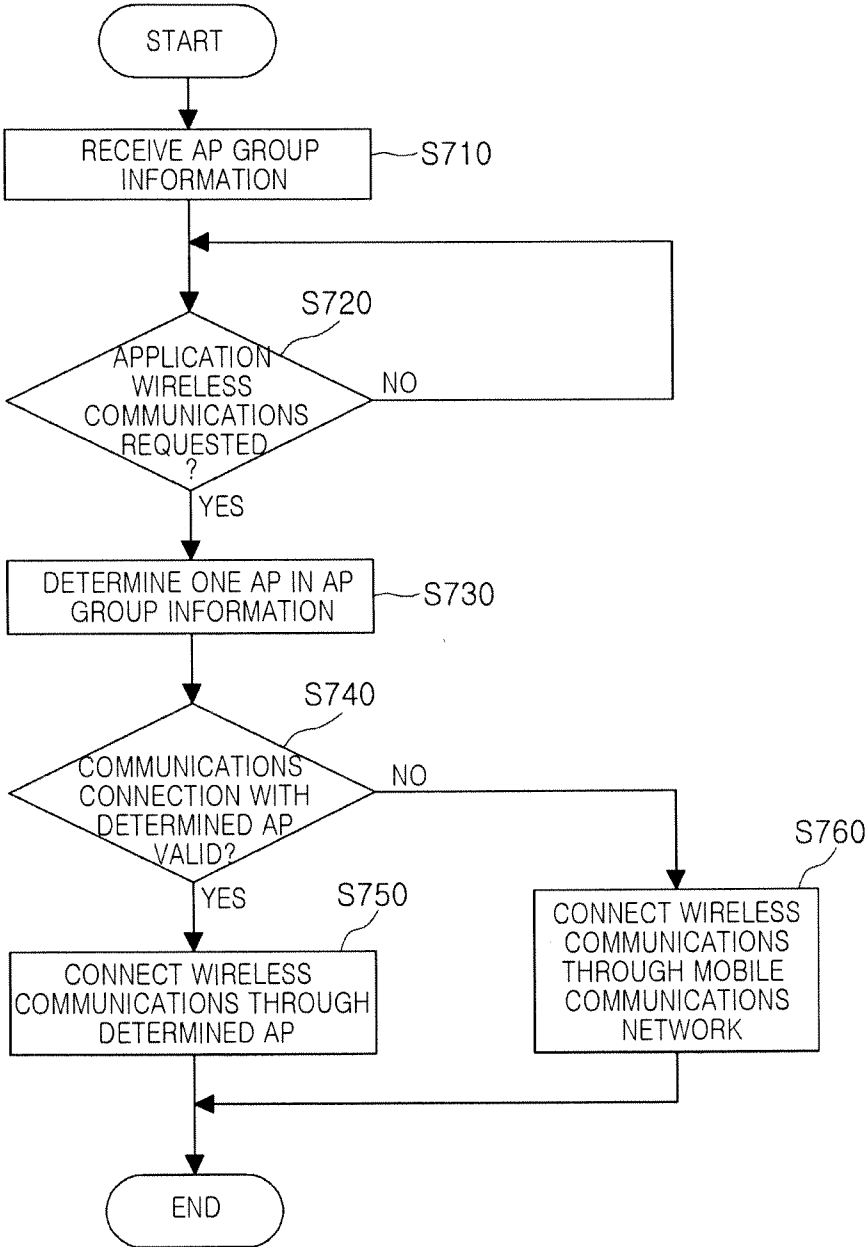 START
RECEIVE AP GROUP
INFORMATION
S710
S720
APPLICATION
WIRELESS
COMMUNICATIONS
REQUESTED
?
NO
YES
DETERMINE ONE AP IN AP
GROUP INFORMATION
S730
S740
COMMUNICATIONS
CONNECTION WITH
DETERMINED AP
VALID?
NO
YES
S750
CONNECT WIRELESS
COMMUNICATIONS THROUGH
DETERMINED AP
S760
CONNECT WIRELESS
COMMUNICATIONS
THROUGH MOBILE
COMMUNICATIONS
NETWORK
END